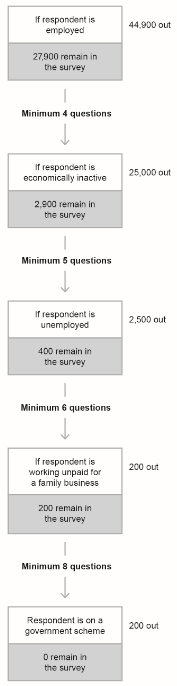 If respondent is
employed
44,900 out
27,900 remain in
the survey
Minimum 4 questions
If respondent is
economically inactive
25,000 out
2,900 remain in
the survey
Minimum 5 questions
If respondent is
unemployed
2,500 out
400 remain in
the survey
Minimum 6 questions
If respondent is
working unpaid for
a family business
200 out
200 remain in
the survey
Minimum 8 questions
Respondent is on a
government scheme
200 out
0 remain in
the survey